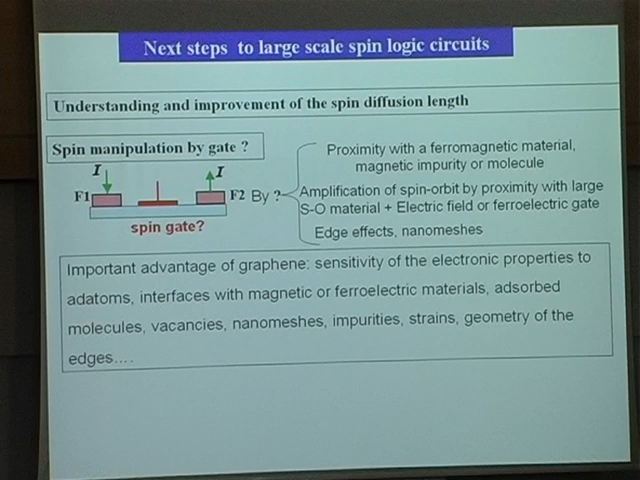 Next steps to large scale spin logic circuits
Understanding and improvement of the spin diffusion length
Spin manipulation by gate ?
I
I
F1
F2
By ?
spin gate?
Proximity with a ferromagnetic material,
magnetic impurity or molecule
Amplification of spin-orbit by proximity with large
S-O material + Electric field or ferroelectric gate
Edge effects, nanomeshes
Important advantage of graphene: sensitivity of the electronic properties to
adatoms, interfaces with magnetic or ferroelectric materials, adsorbed
molecules, vacancies, nanomeshes, impurities, strains, geometry of the
edges....